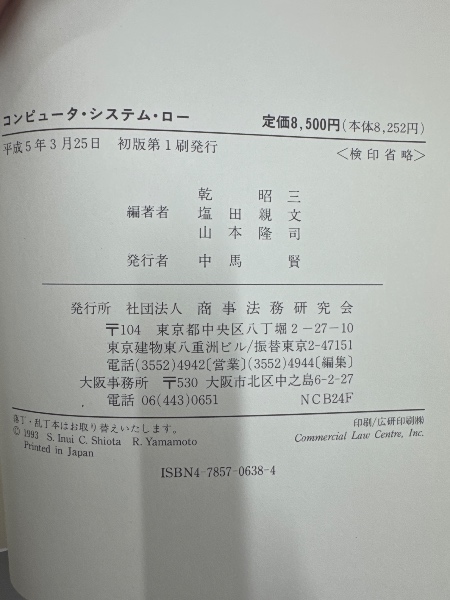 コンピュータ・システム・ロー 定価8,500円(本体8,252円)
平成5年3月25日 初版第1刷発行 <検印省略>
乾 昭三
編著者 塩田親文
山本隆司
発行者 中馬 賢
発行所 社団法人 商事法務研究会
〒104 東京都中央区八丁堀2-27-10
東京建物東八重洲ビル/振替東京2-47151
電話(3552)4942[営業](3552)4944[編集]
大阪事務所 〒530 大阪市北区中之島6-2-27
電話 06(443)0651 NCB24F
落丁・乱丁本はお取り替えいたします。 印刷/広研印刷㈱
© 1993 S. Inui C. Shiota R. Yamamoto Commercial Law Centre, Inc.
Printed in Japan
ISBN4-7857-0638-4